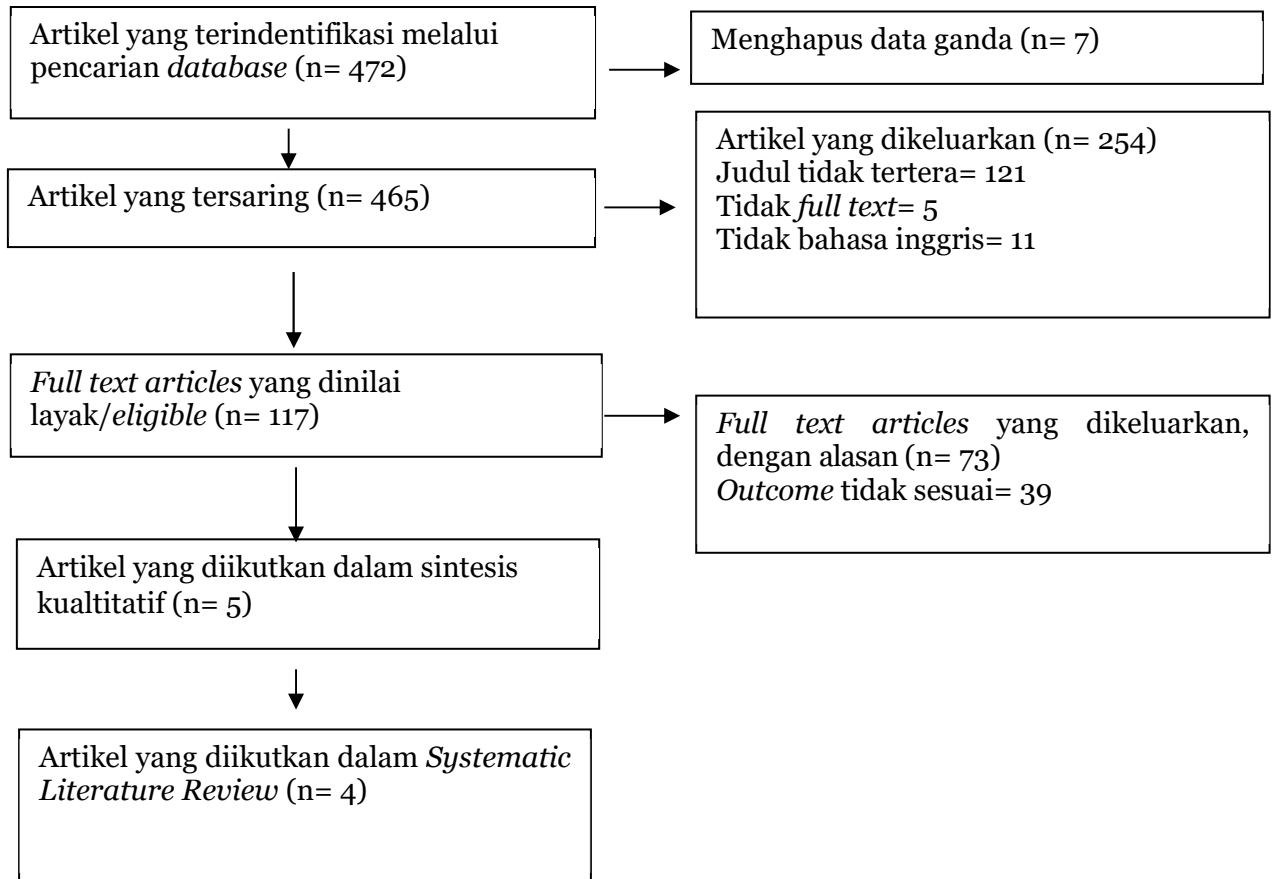 Artikel yang terindentifikasi melalui
pencarian database (n= 472)
Menghapus data ganda (n= 7)
Artikel yang tersaring (n= 465)
Artikel yang dikeluarkan (n= 254)
Judul tidak tertera= 121
Tidak full text= 5
Tidak bahasa inggris= 11
Full text articles yang dinilai
layak/eligible (n= 117)
Full text articles yang dikeluarkan,
dengan alasan (n= 73)
Outcome tidak sesuai= 39
Artikel yang diikutkan dalam sintesis
kualtitatif (n= 5)
Artikel yang diikutkan dalam Systematic
Literature Review (n= 4)